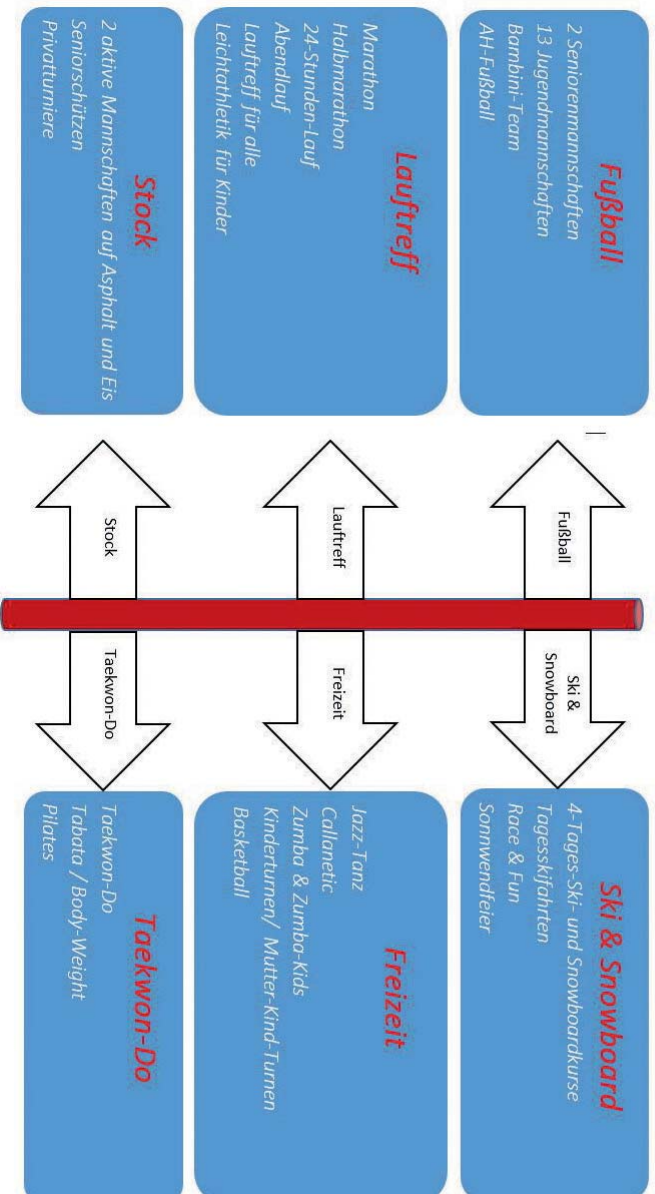 Fußball
2 Seniorenmannschaften
13 Jugendmannschaften
Bambini-Team
AH-Fußball
Fußball
Ski &
Snowboard
Ski & Snowboard
4-Tages-Ski- und Snowboardkurse
Tagesskifahrten
Race & Fun
Sonnwendfeier
Lauftreff
Marathon
Halbmarathon
24-Stunden-Lauf
Abendlauf
Lauftreff für alle
Leichtathletik für Kinder
Lauftreff
Freizeit
Freizeit
Jazz-Tanz
Callanetic
Zumba & Zumba-Kids
Kinderturnen/ Mutter-Kind-Turnen
Basketball
Stock
2 aktive Mannschaften auf Asphalt und Eis
Seniorschützen
Privatturniere
Stock
Taekwon-Do
Taekwon-Do
Taekwon-Do
Tabata / Body-Weight
Pilates